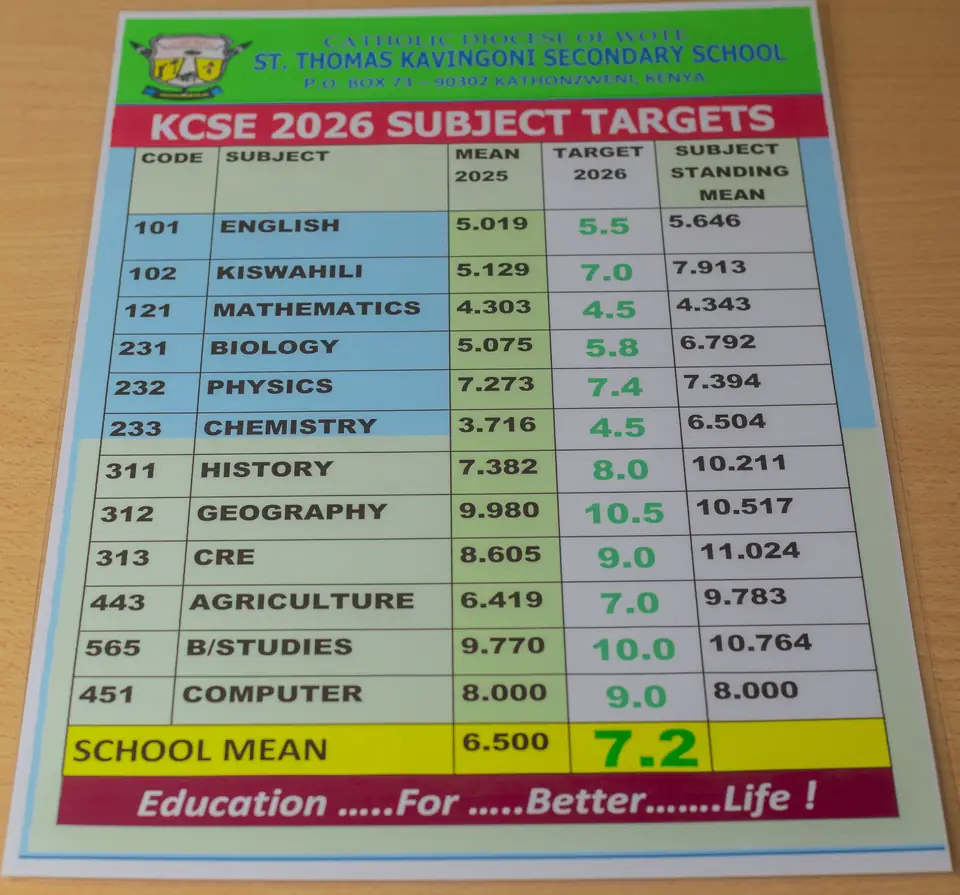 CATHOLIC DIOCESE OF WOTE
ST. THOMAS KAVINGONI SECONDARY SCHOOL
P.O. BOX 71 – 90302 KATHONZWENI, KENYA
KCSE 2026 SUBJECT TARGETS
CODE SUBJECT MEAN 2025 TARGET 2026 SUBJECT STANDING MEAN
101 ENGLISH 5.019 5.5 5.646
102 KISWAHILI 5.129 7.0 7.913
121 MATHEMATICS 4.303 4.5 4.343
231 BIOLOGY 5.075 5.8 6.792
232 PHYSICS 7.273 7.4 7.394
233 CHEMISTRY 3.716 4.5 6.504
311 HISTORY 7.382 8.0 10.211
312 GEOGRAPHY 9.980 10.5 10.517
313 CRE 8.605 9.0 11.024
443 AGRICULTURE 6.419 7.0 9.783
565 B/STUDIES 9.770 10.0 10.764
451 COMPUTER 8.000 9.0 8.000
SCHOOL MEAN 6.500 7.2
Education .....For .....Better.......Life !